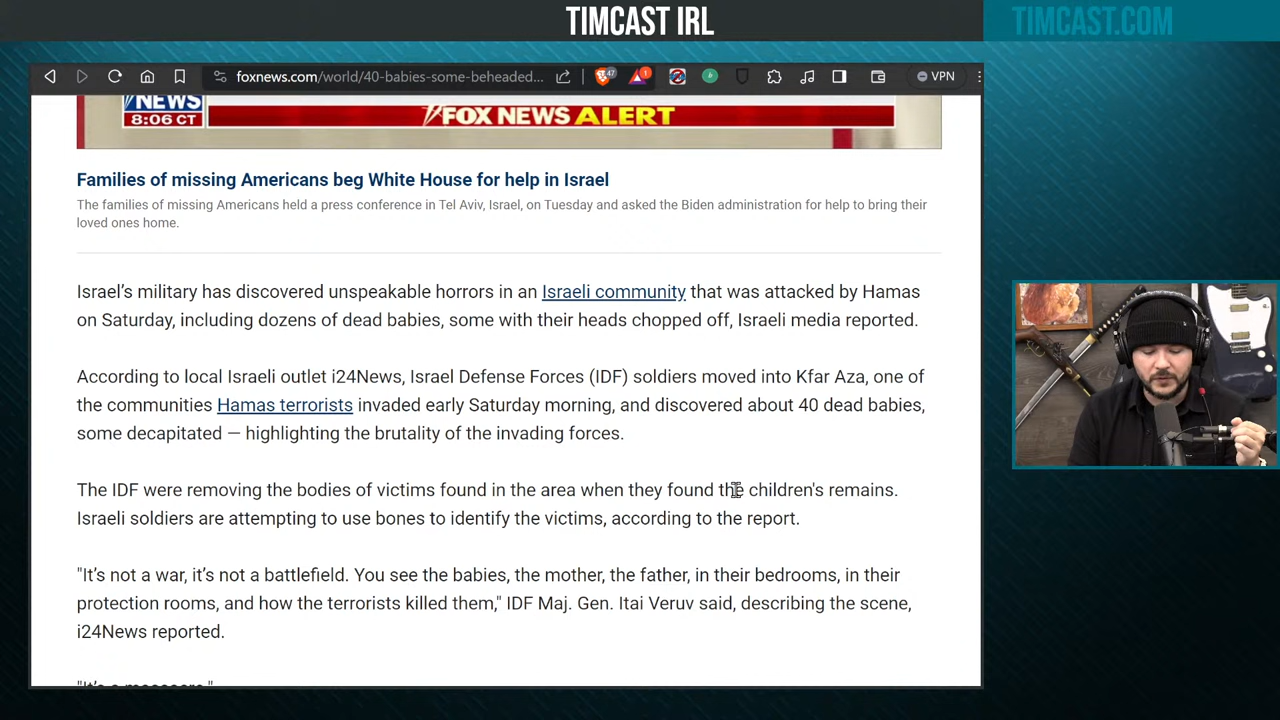 TIMCAST IRL
TIMCAST.COM
foxnews.com/world/40-babies-some-beheaded...
47
1
VPN
NEWS
8:06 CT
FOX NEWS ALERT
Families of missing Americans beg White House for help in Israel
The families of missing Americans held a press conference in Tel Aviv, Israel, on Tuesday and asked the Biden administration for help to bring their
loved ones home.
Israel’s military has discovered unspeakable horrors in an Israeli community that was attacked by Hamas
on Saturday, including dozens of dead babies, some with their heads chopped off, Israeli media reported.
According to local Israeli outlet i24News, Israel Defense Forces (IDF) soldiers moved into Kfar Aza, one of
the communities Hamas terrorists invaded early Saturday morning, and discovered about 40 dead babies,
some decapitated — highlighting the brutality of the invading forces.
The IDF were removing the bodies of victims found in the area when they found the children's remains.
Israeli soldiers are attempting to use bones to identify the victims, according to the report.
"It’s not a war, it’s not a battlefield. You see the babies, the mother, the father, in their bedrooms, in their
protection rooms, and how the terrorists killed them," IDF Maj. Gen. Itai Veruv said, describing the scene,
i24News reported.
"It’s a massacre."